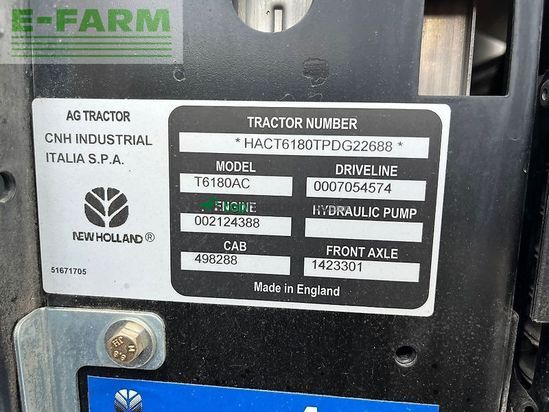 E-FARM
AG TRACTOR
CNH INDUSTRIAL
ITALIA S.P.A.
NEW HOLLAND ®
51671705
TRACTOR NUMBER
* HACT6180TPDG22688 *
MODEL DRIVELINE
T6180AC 0007054574
ENGINE HYDRAULIC PUMP
002124388
CAB FRONT AXLE
498288 1423301
Made in England